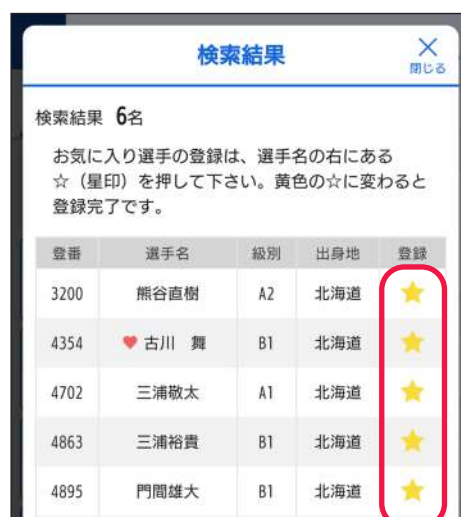 検索結果
閉じる
検索結果 6名
お気に入り選手の登録は、選手名の右にある
☆(星印)を押して下さい。黄色の☆に変わると
登録完了です。
登番 選手名 級別 出身地 登録
3200 熊谷直樹 A2 北海道
4354 古川 舞 B1 北海道
4702 三浦敬太 A1 北海道
4863 三浦裕貴 B1 北海道
4895 門間雄大 B1 北海道